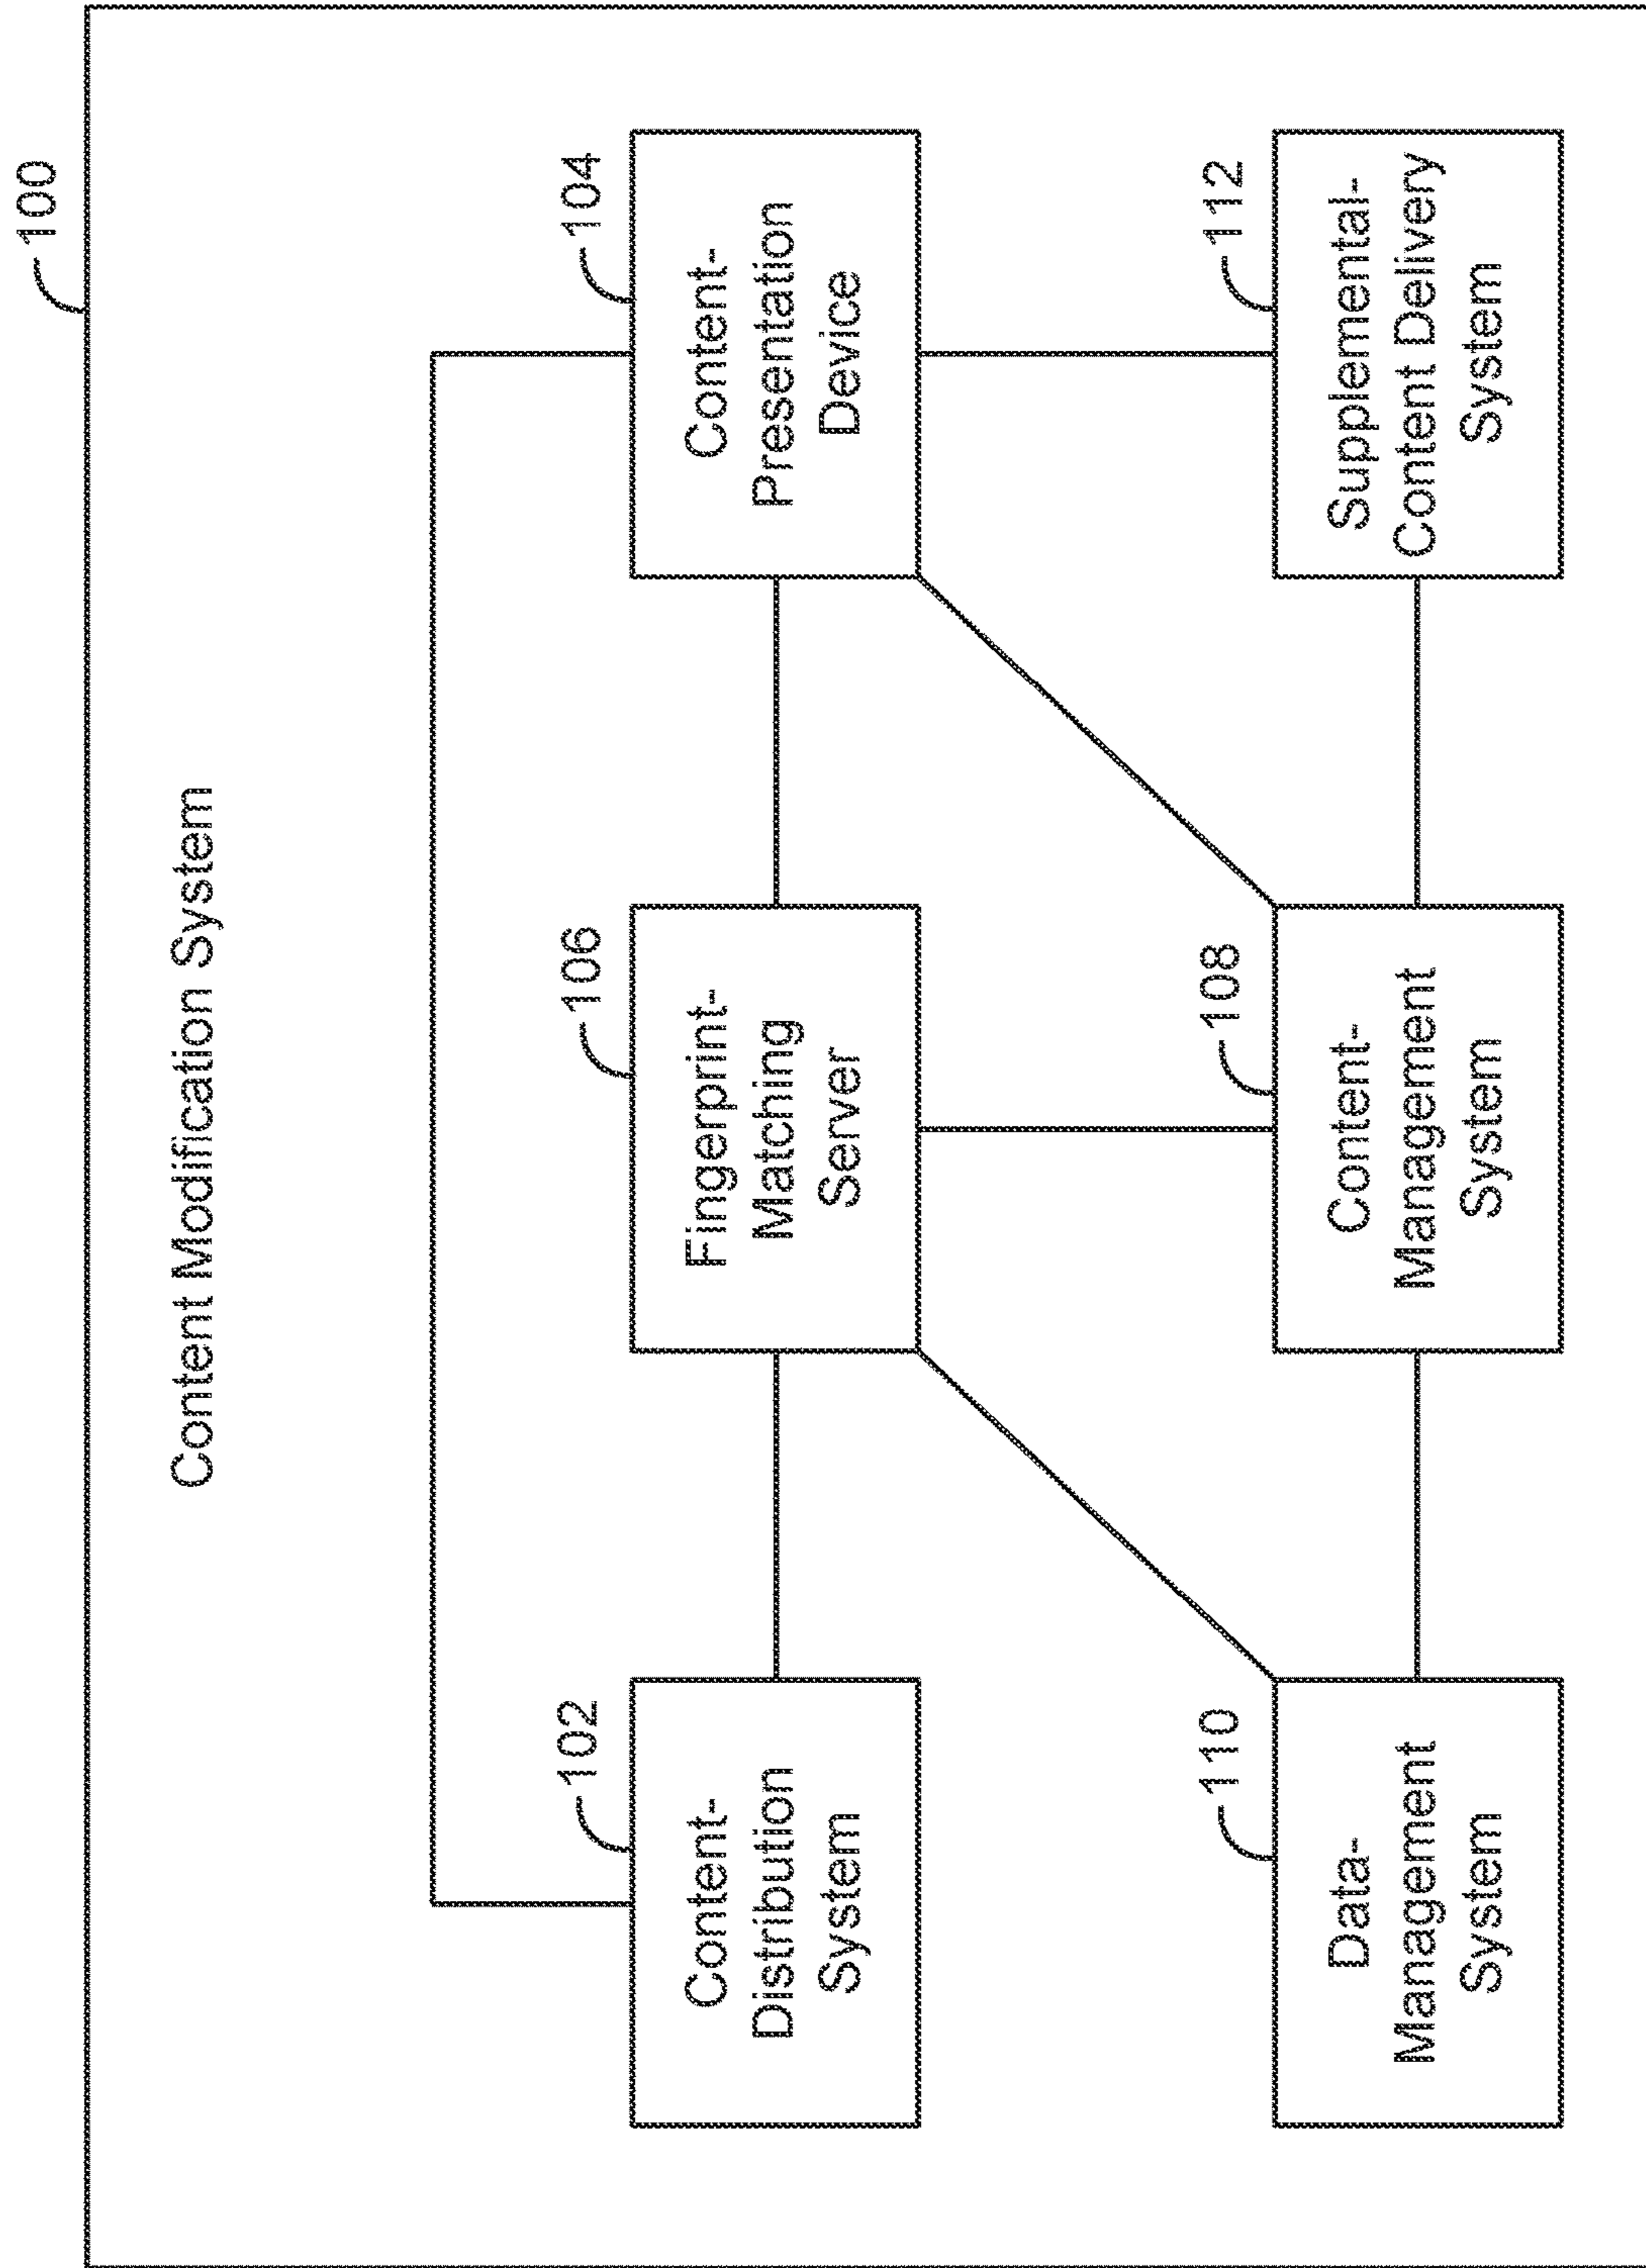 100
Content Modification System
102
Content-
Distribution
System
106
Fingerprint-
Matching
Server
104
Content-
Presentation
Device
110
Data-
Management
System
108
Content-
Management
System
112
Supplemental-
Content Delivery
System